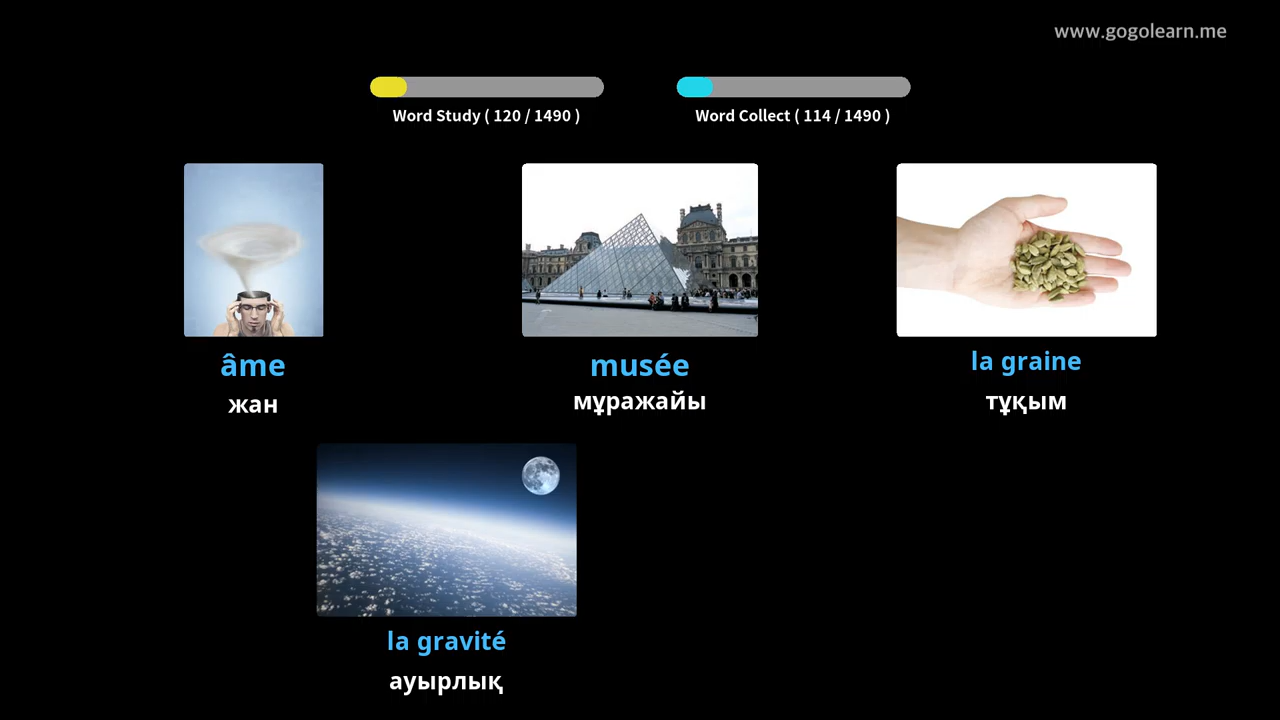 www.gogolearn.me
Word Study ( 120 / 1490 )
Word Collect ( 114 / 1490 )
âme
жан
musée
мұражайы
la graine
тұқым
la gravité
ауырлық